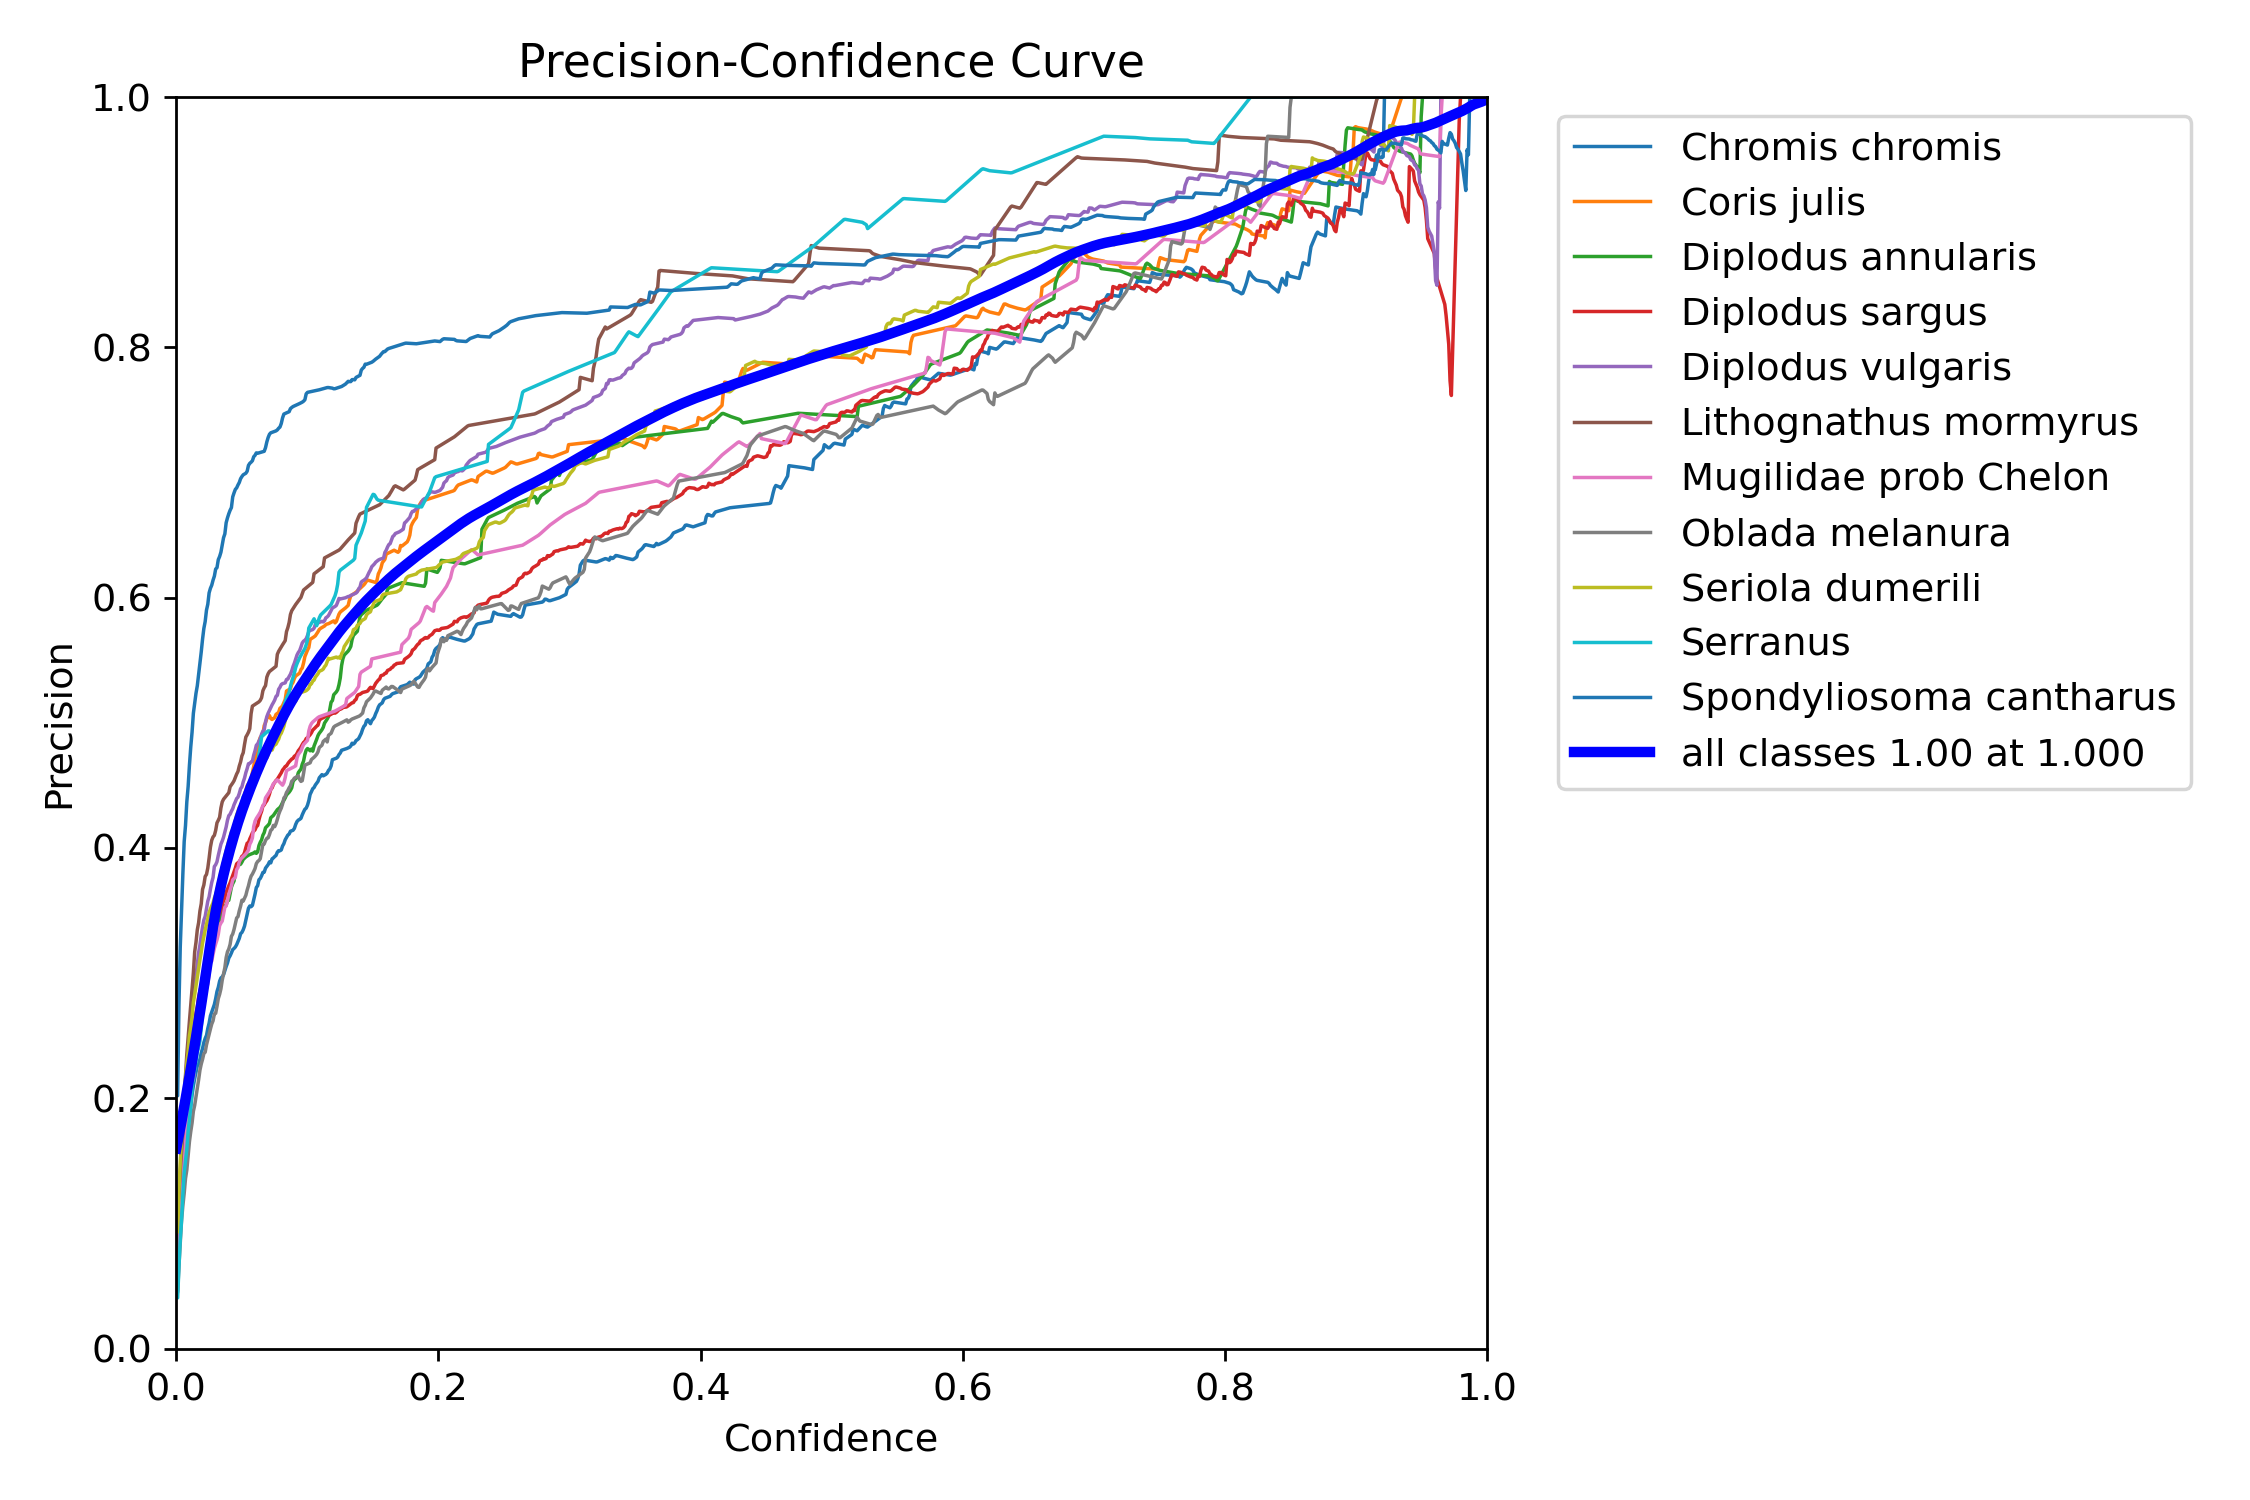 Precision-Confidence Curve
1.0
0.8
0.6
0.4
0.2
0.0
Precision
0.0 0.2 0.4 0.6 0.8 1.0
Confidence
Chromis chromis
Coris julis
Diplodus annularis
Diplodus sargus
Diplodus vulgaris
Lithognathus mormyrus
Mugilidae prob Chelon
Oblada melanura
Seriola dumerili
Serranus
Spondyliosoma cantharus
all classes 1.00 at 1.000